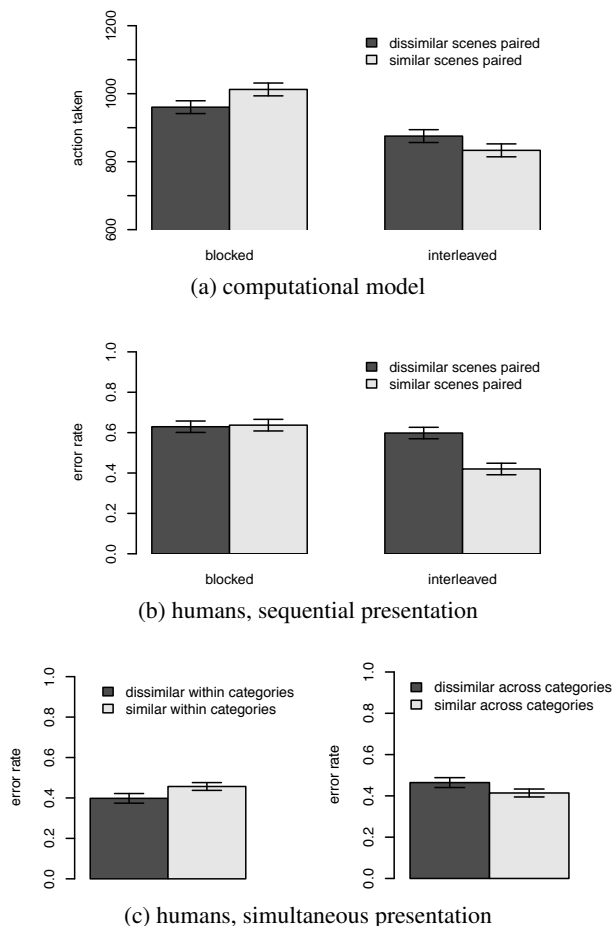 1200
1000
800
600
action taken
dissimilar scenes paired
similar scenes paired
blocked
interleaved
(a) computational model
1.0
0.8
0.6
0.4
0.2
0.0
error rate
dissimilar scenes paired
similar scenes paired
blocked
interleaved
(b) humans, sequential presentation
1.0
0.8
0.6
0.4
0.2
0.0
error rate
dissimilar within categories
similar within categories
1.0
0.8
0.6
0.4
0.2
0.0
error rate
dissimilar across categories
similar across categories
(c) humans, simultaneous presentation